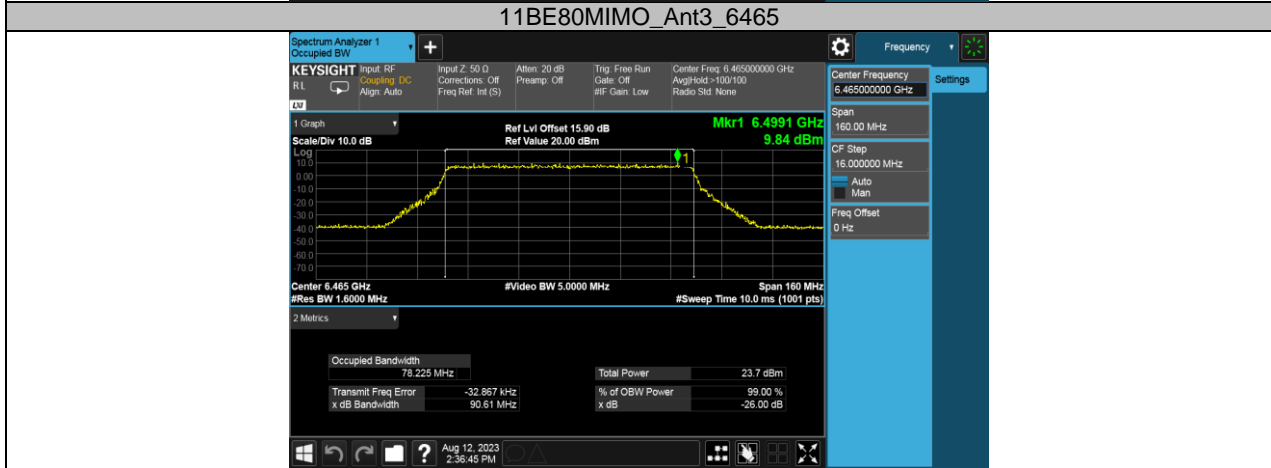 11BE80MIMO_Ant3_6465
Spectrum Analyzer 1
Occupied BW
+
Frequency
KEYSIGHT
RL
LXI
Input: RF
Coupling: DC
Align: Auto
Input Z: 50 Ω
Corrections: Off
Freq Ref: Int (S)
Atten: 20 dB
Preamp: Off
Trig: Free Run
Gate: Off
#IF Gain: Low
Center Freq: 6.465000000 GHz
Avg|Hold:>100/100
Radio Std: None
1 Graph
Scale/Div 10.0 dB
Ref Lvl Offset 15.90 dB
Ref Value 20.00 dBm
Mkr1 6.4991 GHz
9.84 dBm
Log
10.0
0.00
-10.0
-20.0
-30.0
-40.0
-50.0
-60.0
-70.0
1
Center 6.465 GHz
#Res BW 1.6000 MHz
#Video BW 5.0000 MHz
Span 160 MHz
#Sweep Time 10.0 ms (1001 pts)
2 Metrics
Occupied Bandwidth
78.225 MHz
Transmit Freq Error -32.867 kHz
x dB Bandwidth 90.61 MHz
Total Power 23.7 dBm
% of OBW Power 99.00 %
x dB -26.00 dB
Center Frequency
6.465000000 GHz
Settings
Span
160.00 MHz
CF Step
16.000000 MHz
Auto
Man
Freq Offset
0 Hz
?
Aug 12, 2023
2:36:45 PM